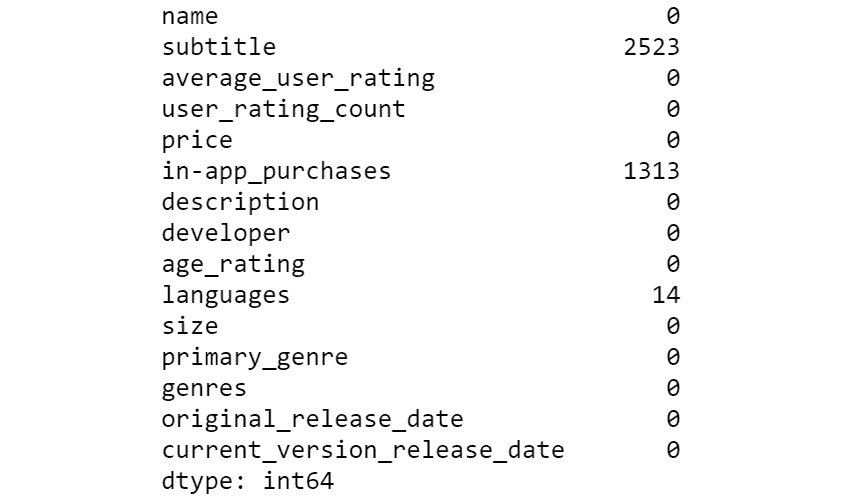 name 0
subtitle 2523
average_user_rating 0
user_rating_count 0
price 0
in-app_purchases 1313
description 0
developer 0
age_rating 0
languages 14
size 0
primary_genre 0
genres 0
original_release_date 0
current_version_release_date 0
dtype: int64